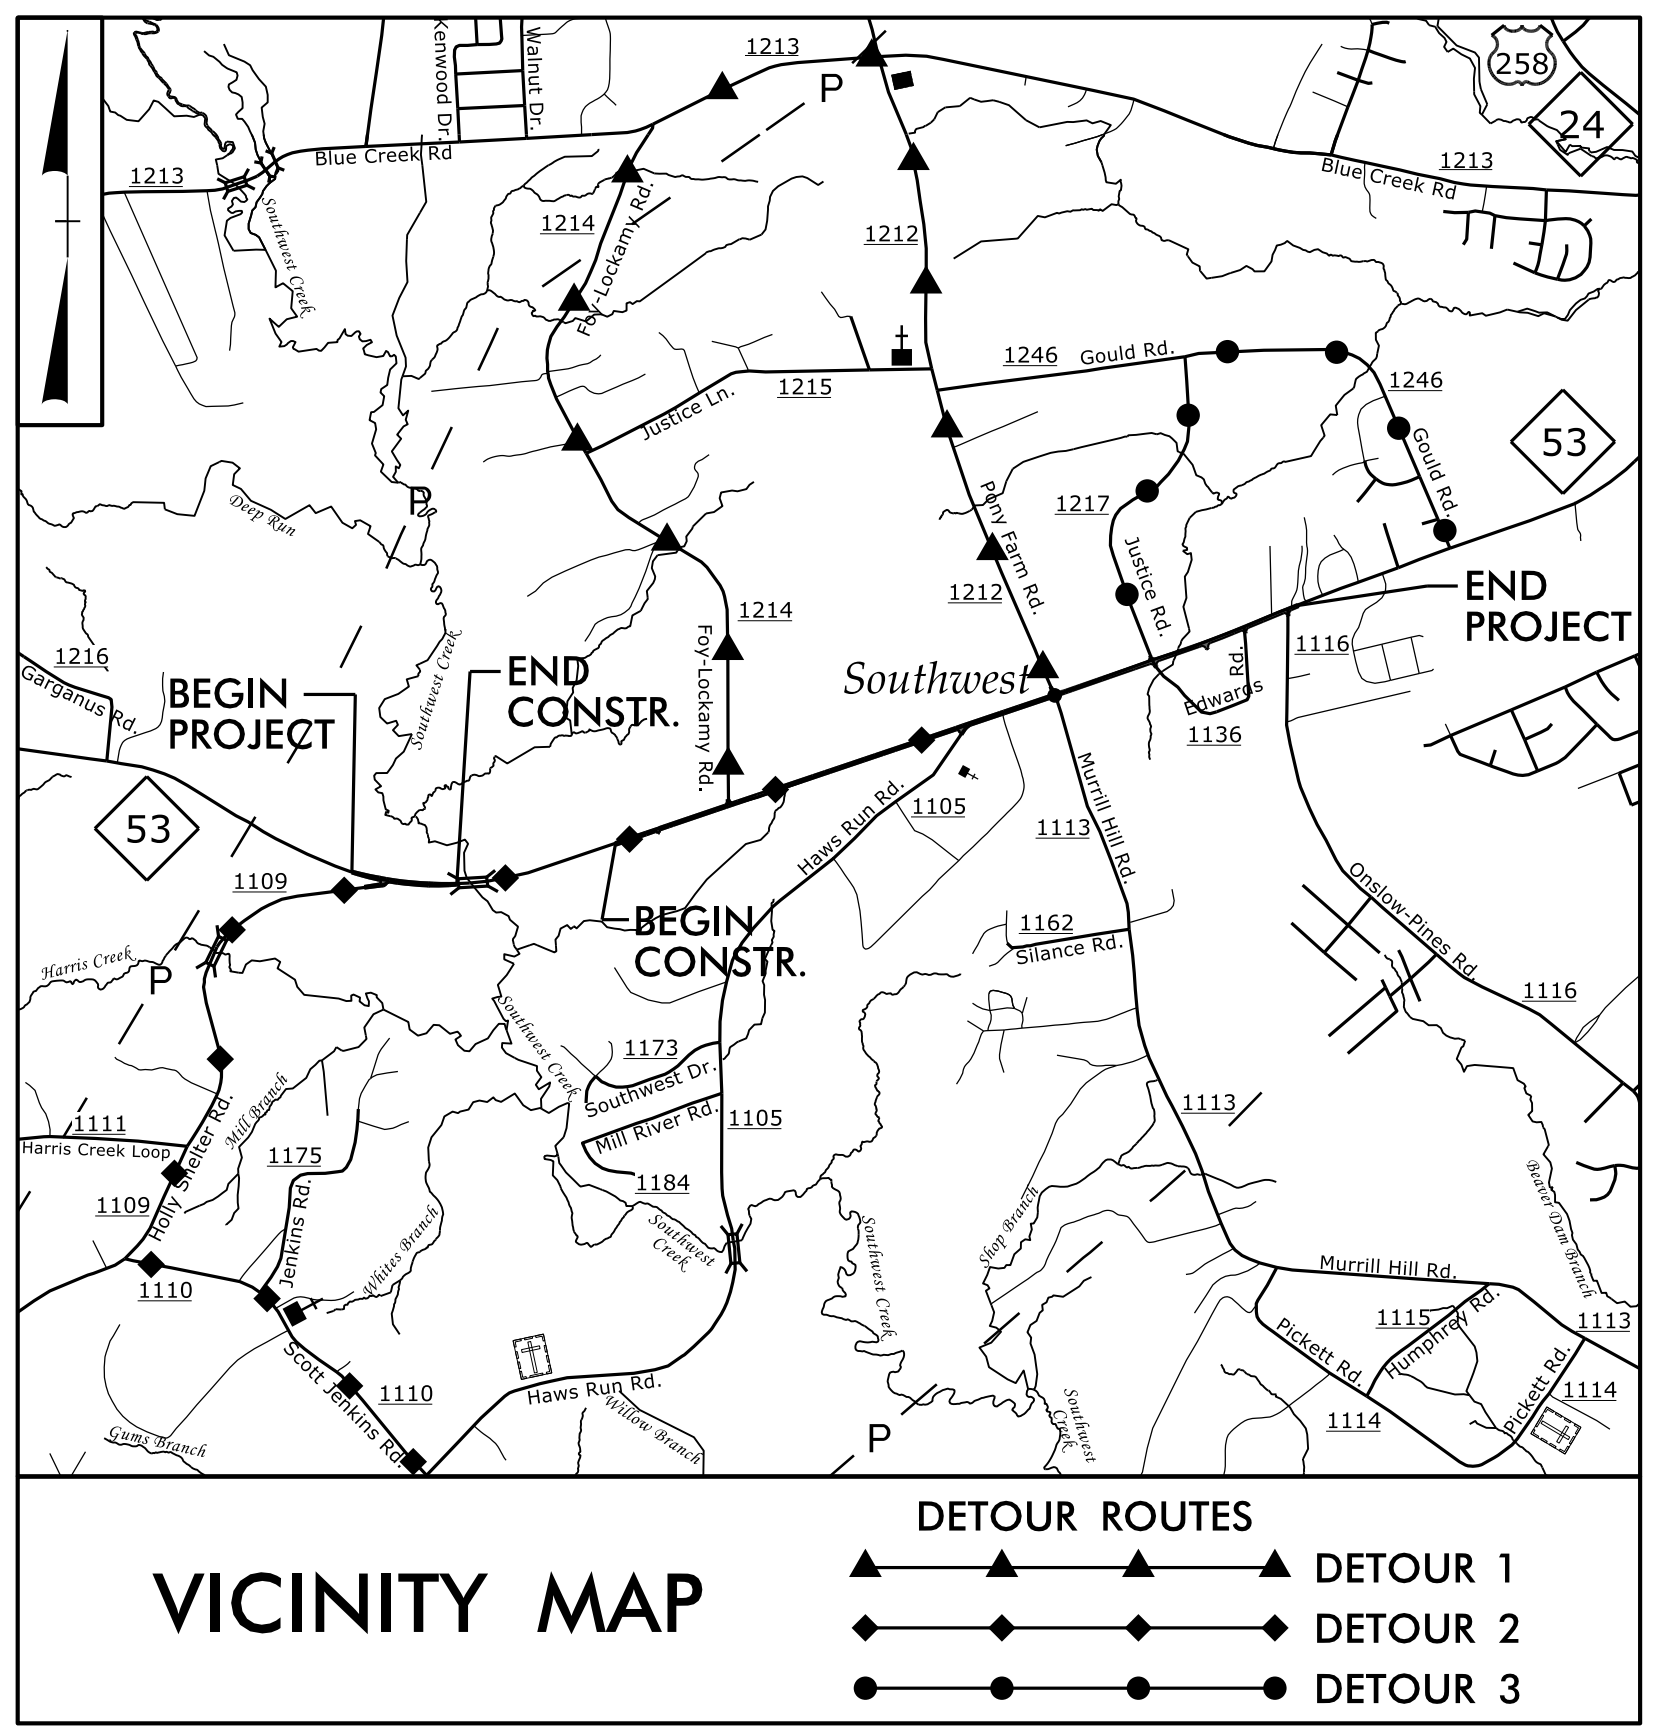 Kenwood Dr.
Walnut Dr.
1213
P
258
24
1213
Blue Creek Rd
1213
Blue Creek Rd
Southwest Creek
1214
Foy-Lockamy Rd.
1212
1246
Gould Rd.
1246
1215
Justice Ln.
53
Gould Rd.
P
Deep Run
Pony Farm Rd.
1217
Justice Rd.
1212
END
PROJECT
1214
Foy-Lockamy Rd.
1216
Garganus Rd.
Southwest Creek
BEGIN
PROJECT
END
CONSTR.
Southwest
1116
Edwards Rd.
1136
53
Haws Run Rd.
1105
Murrill Hill Rd.
1113
1109
BEGIN
CONSTR.
Onslow-Pines Rd.
1162
Silance Rd.
Harris Creek
P
1116
Southwest Creek
1173
Southwest Dr.
Mill River Rd.
1105
1113
1111
Harris Creek Loop
Mill Branch
1175
Holly Shelter Rd.
1109
1184
Jenkins Rd.
Whites Branch
Southwest
Creek
Southwest Creek
Shop Branch
Beaver Dam Branch
1110
Murrill Hill Rd.
1115
Humphrey Rd.
1113
Scott Jenkins Rd.
1110
Haws Run Rd.
Willow Branch
Pickett Rd.
1114
Pickett Rd.
1114
Gums Branch
P
Southwest
Creek
VICINITY MAP
DETOUR ROUTES
DETOUR 1
DETOUR 2
DETOUR 3